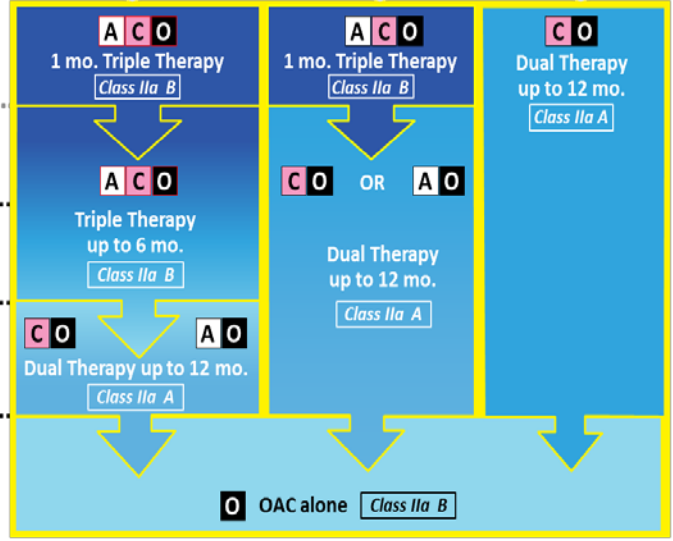 A C O
1 mo. Triple Therapy
Class IIa B
A C O
Triple Therapy
up to 6 mo.
Class IIa B
C O
A O
Dual Therapy up to 12 mo.
Class IIa A
A C O
1 mo. Triple Therapy
Class IIa B
C O OR A O
Dual Therapy
up to 12 mo.
Class IIa A
C O
Dual Therapy
up to 12 mo.
Class IIa A
O OAC alone Class IIa B